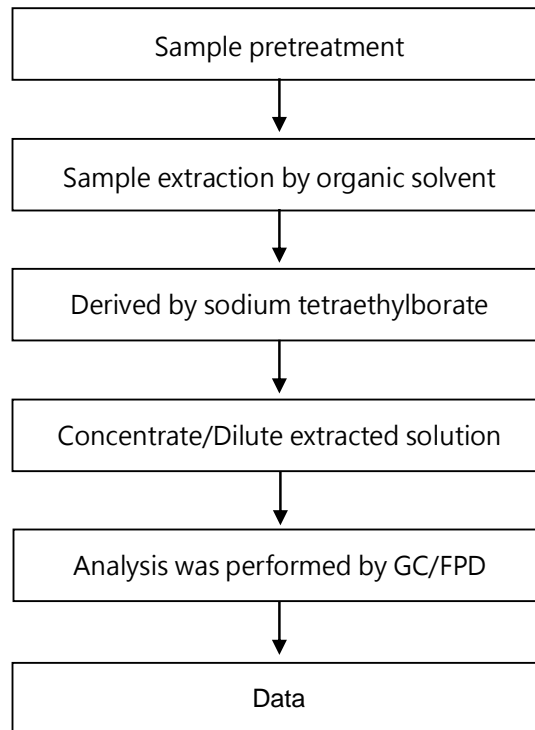 Sample pretreatment
Sample extraction by organic solvent
Derived by sodium tetraethylborate
Concentrate/Dilute extracted solution
Analysis was performed by GC/FPD
Data